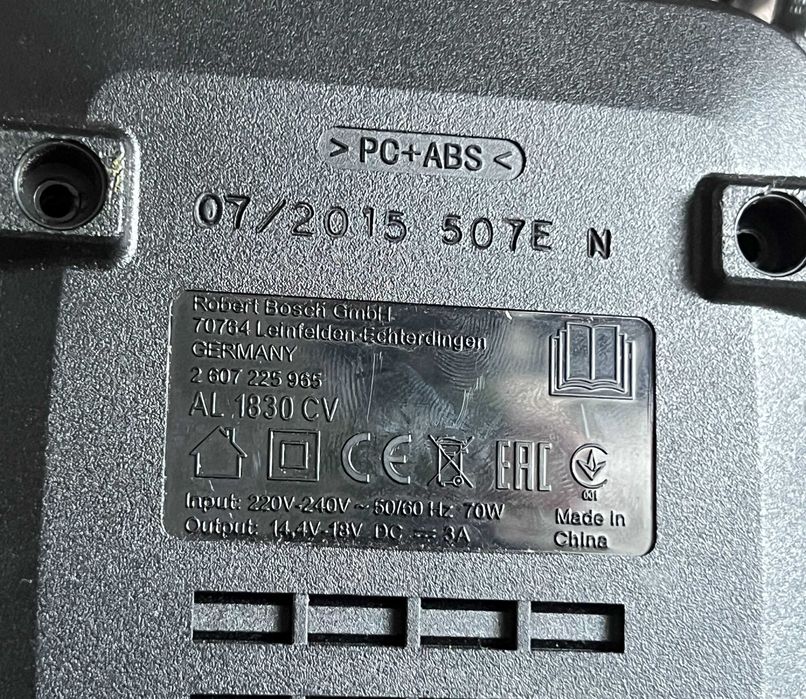 > PC+ABS <
07/2015 507E N
Robert Bosch GmbH
70764 Leinfelden-Echterdingen
GERMANY
2 607 225 965
AL 1830 CV
CE EAC
001
Input: 220V-240V ~ 50/60 Hz 70W
Output: 14,4V-18V DC ⎓ 3A
Made in
China